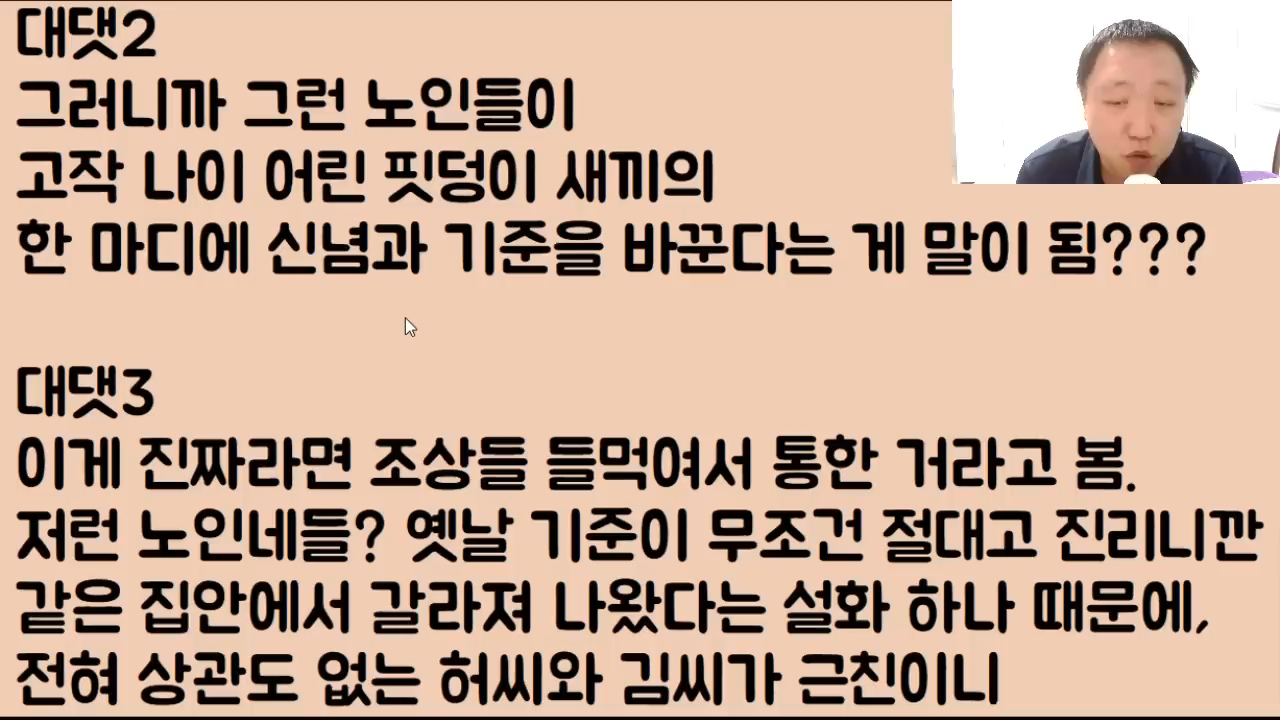 대댓2
그러니까 그런 노인들이
고작 나이 어린 핏덩이 새끼의
한 마디에 신념과 기준을 바꾼다는 게 말이 됨???
대댓3
이게 진짜라면 조상들 들먹여서 통한 거라고 봄.
저런 노인네들? 옛날 기준이 무조건 절대고 진리니깐
같은 집안에서 갈라져 나왔다는 설화 하나 때문에,
전혀 상관도 없는 허씨와 김씨가 근친이니